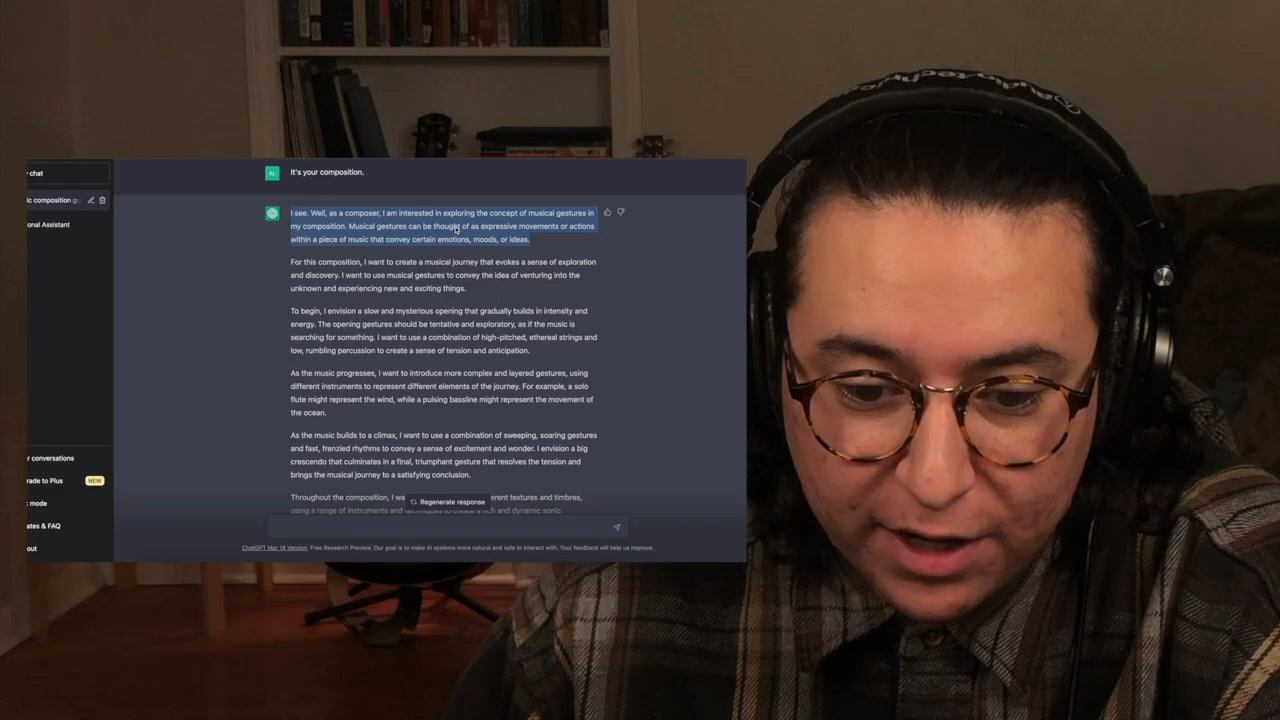 chat
It's your composition.
AL
ic composition gu
onal Assistant
I see. Well, as a composer, I am interested in exploring the concept of musical gestures in
my composition. Musical gestures can be thought of as expressive movements or actions
within a piece of music that convey certain emotions, moods, or ideas.
For this composition, I want to create a musical journey that evokes a sense of exploration
and discovery. I want to use musical gestures to convey the idea of venturing into the
unknown and experiencing new and exciting things.
To begin, I envision a slow and mysterious opening that gradually builds in intensity and
energy. The opening gestures should be tentative and exploratory, as if the music is
searching for something. I want to use a combination of high-pitched, ethereal strings and
low, rumbling percussion to create a sense of tension and anticipation.
As the music progresses, I want to introduce more complex and layered gestures, using
different instruments to represent different elements of the journey. For example, a solo
flute might represent the wind, while a pulsing bassline might represent the movement of
the ocean.
As the music builds to a climax, I want to use a combination of sweeping, soaring gestures
and fast, frenzied rhythms to convey a sense of excitement and wonder. I envision a big
crescendo that culminates in a final, triumphant gesture that resolves the tension and
brings the musical journey to a satisfying conclusion.
Throughout the composition, I wa erent textures and timbres,
using a range of instruments and techniques to create a rich and dynamic sonic
Regenerate response
r conversations
rade to Plus NEW
k mode
ates & FAQ
out
ChatGPT Mar 14 Version. Free Research Preview. Our goal is to make AI systems more natural and safe to interact with. Your feedback will help us improve.
audio-technica